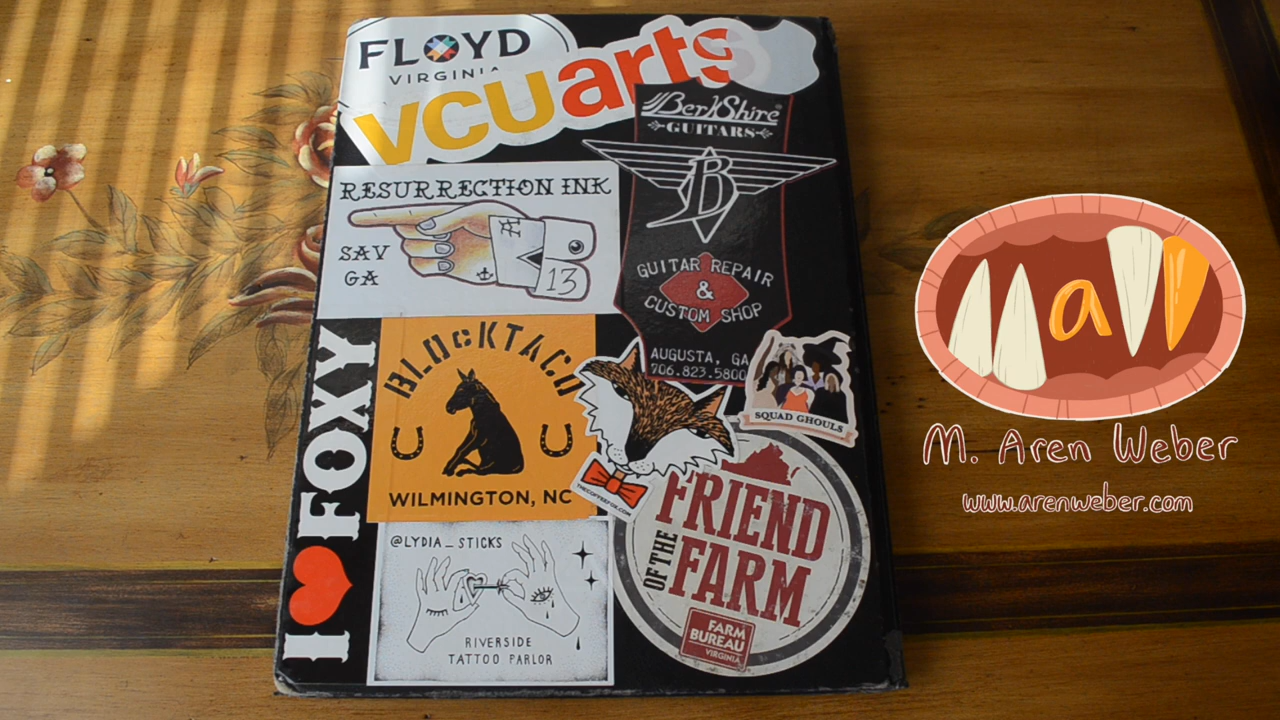 FLOYD
VIRGINIA
vcuarts
BerkShire
GUITARS
B
GUITAR REPAIR
&
CUSTOM SHOP
AUGUSTA, GA
706.823.5800
RESURRECTION INK
SAV
GA
13
I ♥ FOXY
BLOCKTACO
WILMINGTON, NC
THECOFFEEFOX.COM
SQUAD GHOULS
FRIEND
OF THE
FARM
FARM
BUREAU
VIRGINIA
@LYDIA_STICKS
RIVERSIDE
TATTOO PARLOR
a
M. Aren Weber
www.arenweber.com